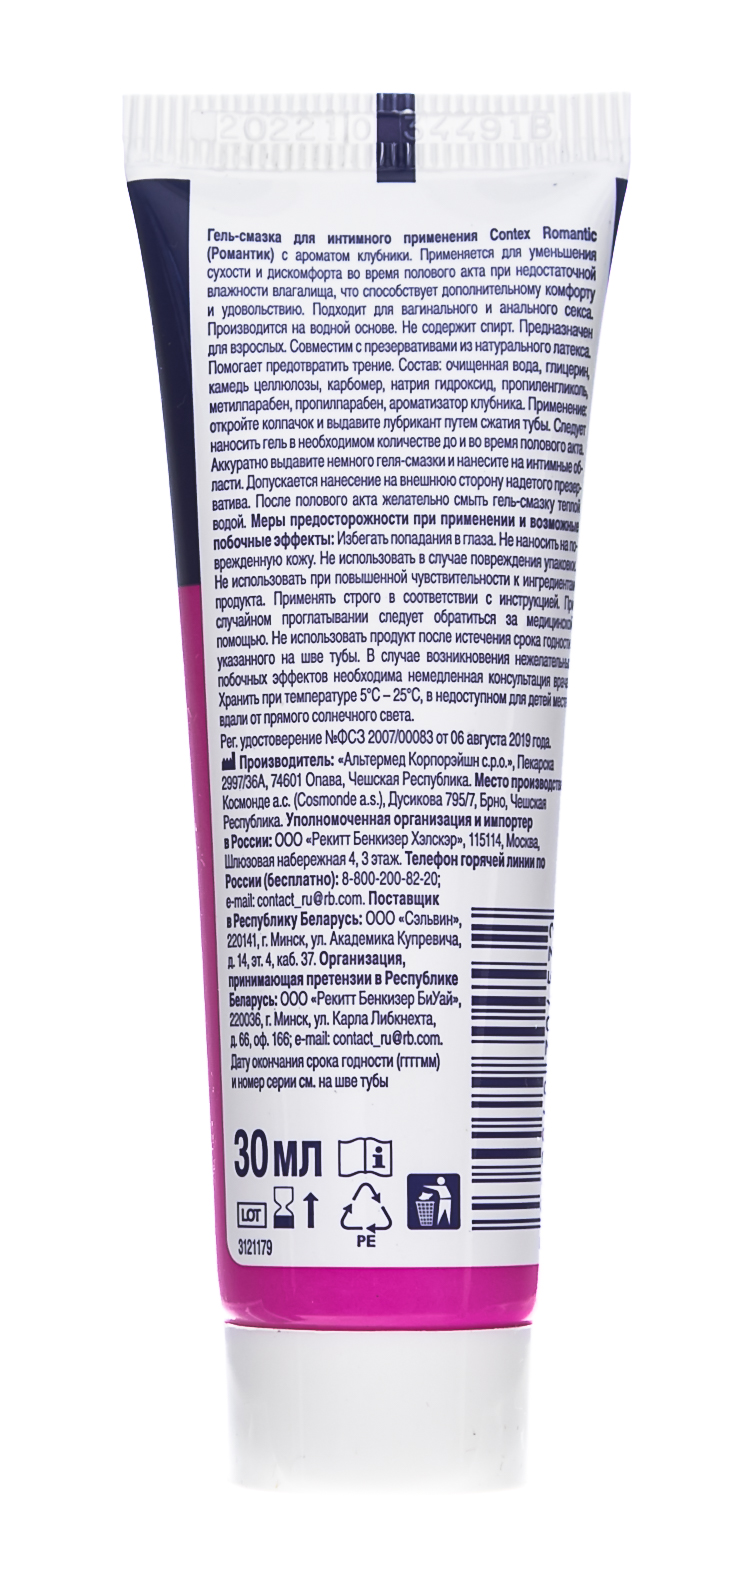 202210 34491B
Гель-смазка для интимного применения Contex Romantic
(Романтик) с ароматом клубники. Применяется для уменьшения
сухости и дискомфорта во время полового акта при недостаточной
влажности влагалища, что способствует дополнительному комфорту
и удовольствию. Подходит для вагинального и анального секса.
Производится на водной основе. Не содержит спирт. Предназначен
для взрослых. Совместим с презервативами из натурального латекса.
Помогает предотвратить трение. Состав: очищенная вода, глицерин,
камедь целлюлозы, карбомер, натрия гидроксид, пропиленгликоль,
метилпарабен, пропилпарабен, ароматизатор клубника. Применение:
откройте колпачок и выдавите лубрикант путем сжатия тубы. Следует
наносить гель в необходимом количестве до и во время полового акта.
Аккуратно выдавите немного геля-смазки и нанесите на интимные об-
ласти. Допускается нанесение на внешнюю сторону надетого презер-
ватива. После полового акта желательно смыть гель-смазку теплой
водой. Меры предосторожности при применении и возможные
побочные эффекты: Избегать попадания в глаза. Не наносить на по-
врежденную кожу. Не использовать в случае повреждения упаковки.
Не использовать при повышенной чувствительности к ингредиентам
продукта. Применять строго в соответствии с инструкцией. При
случайном проглатывании следует обратиться за медицинской
помощью. Не использовать продукт после истечения срока годности,
указанного на шве тубы. В случае возникновения нежелательных
побочных эффектов необходима немедленная консультация врача.
Хранить при температуре 5°C – 25°C, в недоступном для детей месте,
вдали от прямого солнечного света.
Рег. удостоверение №ФСЗ 2007/00083 от 06 августа 2019 года.
Производитель: «Альтермед Корпорэйшн с.р.о.», Пекарска
2997/36А, 74601 Опава, Чешская Республика. Место производства:
Космонде а.с. (Cosmonde a.s.), Дусикова 795/7, Брно, Чешская
Республика. Уполномоченная организация и импортер
в России: ООО «Рекитт Бенкизер Хэлскэр», 115114, Москва,
Шлюзовая набережная 4, 3 этаж. Телефон горячей линии по
России (бесплатно): 8-800-200-82-20;
e-mail: contact_ru@rb.com. Поставщик
в Республику Беларусь: ООО «Сэльвин»,
220141, г. Минск, ул. Академика Купревича,
д. 14, эт. 4, каб. 37. Организация,
принимающая претензии в Республике
Беларусь: ООО «Рекитт Бенкизер БиУай»,
220036, г. Минск, ул. Карла Либкнехта,
д. 66, оф. 166; e-mail: contact_ru@rb.com.
Дату окончания срока годности (ггггмм)
и номер серии см. на шве тубы
30 мл
LOT
PE
3121179